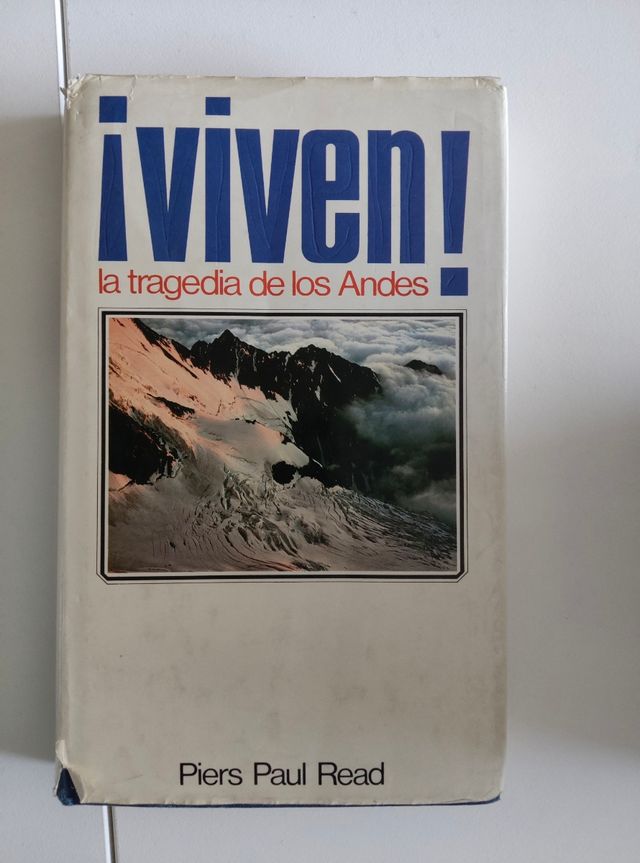 ¡viven!
la tragedia de los Andes
Piers Paul Read